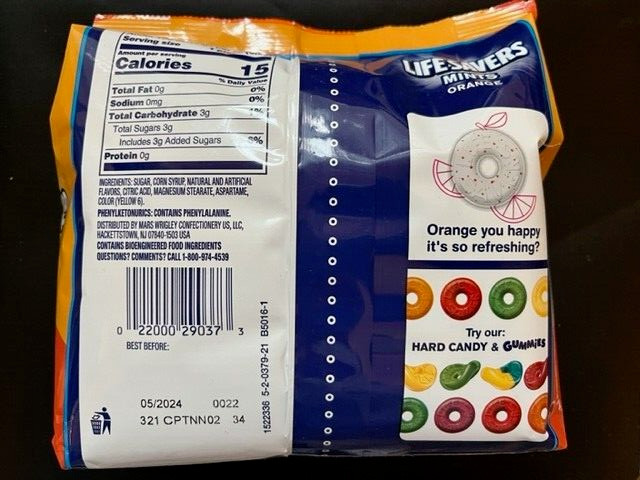 Serving size
Amount per serving
Calories 15
% Daily Value
Total Fat 0g 0%
Sodium 0mg 0%
Total Carbohydrate 3g
Total Sugars 3g
Includes 3g Added Sugars
Protein 0g
INGREDIENTS: SUGAR, CORN SYRUP, NATURAL AND ARTIFICIAL
FLAVORS, CITRIC ACID, MAGNESIUM STEARATE, ASPARTAME,
COLOR (YELLOW 6).
PHENYLKETONURICS: CONTAINS PHENYLALANINE.
DISTRIBUTED BY MARS WRIGLEY CONFECTIONERY US, LLC,
HACKETTSTOWN, NJ 07840-1503 USA
CONTAINS BIOENGINEERED FOOD INGREDIENTS
QUESTIONS? COMMENTS? CALL 1-800-974-4539
0 22000 29037 3
BEST BEFORE:
05/2024 0022
321 CPTNN02 34
1522336 5-2-0379-21 B5016-1
LIFE SAVERS
MINTS
ORANGE
Orange you happy
it's so refreshing?
Try our:
HARD CANDY & GUMMIES